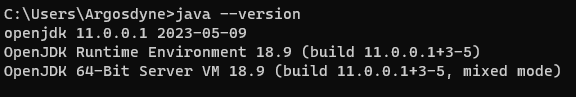 C:\Users\Argosdyne>java --version
openjdk 11.0.0.1 2023-05-09
OpenJDK Runtime Environment 18.9 (build 11.0.0.1+3-5)
OpenJDK 64-Bit Server VM 18.9 (build 11.0.0.1+3-5, mixed mode)